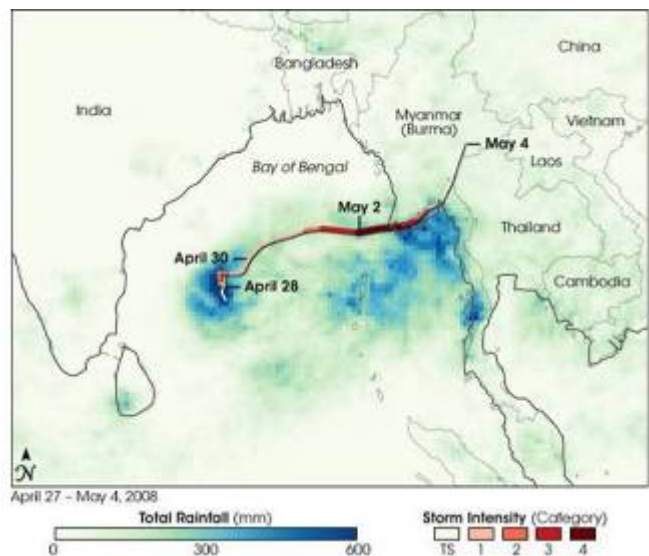 China
Bangladesh
India
Myanmar
(Burma)
Vietnam
May 4
Bay of Bengal
Laos
May 2
Thailand
April 30
April 28
Cambodia
N
April 27 – May 4, 2008
Total Rainfall (mm)
0 300 600
Storm Intensity (Category)
TS 1 2 3 4